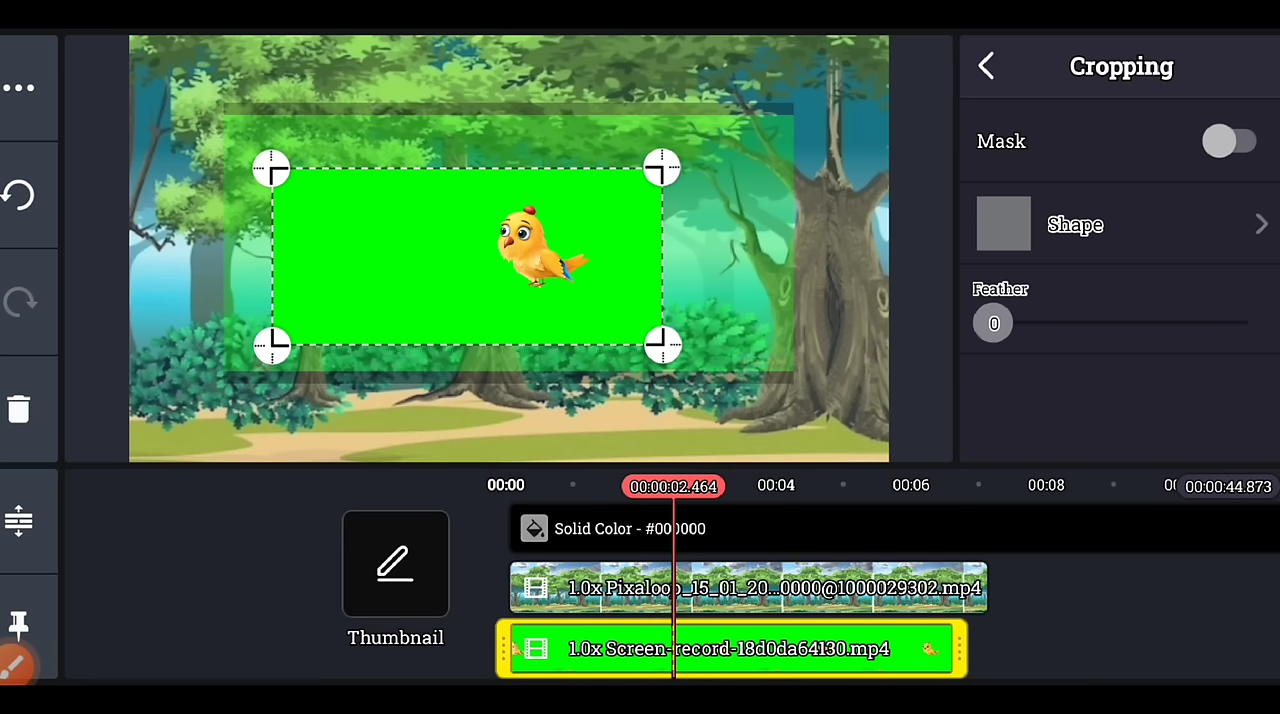 Cropping
Mask
Shape
Feather
0
00:00
00:00:02.464
00:04
00:06
00:08
00:00:44.873
Solid Color - #000000
1.0x Pixaloop_15_01_20...0000@1000029302.mp4
Thumbnail
1.0x Screen-record-18d0da64130.mp4